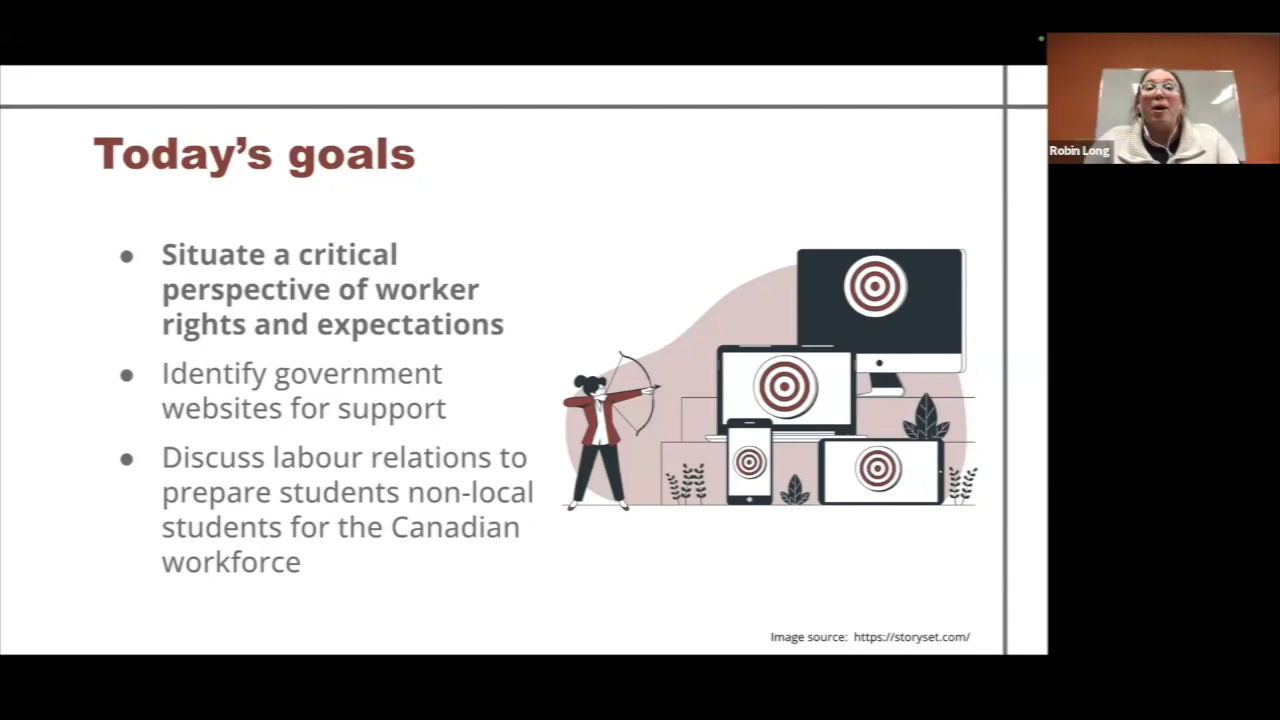 Today's goals
● Situate a critical
perspective of worker
rights and expectations
● Identify government
websites for support
● Discuss labour relations to
prepare students non-local
students for the Canadian
workforce
Image source: https://storyset.com/
Robin Long